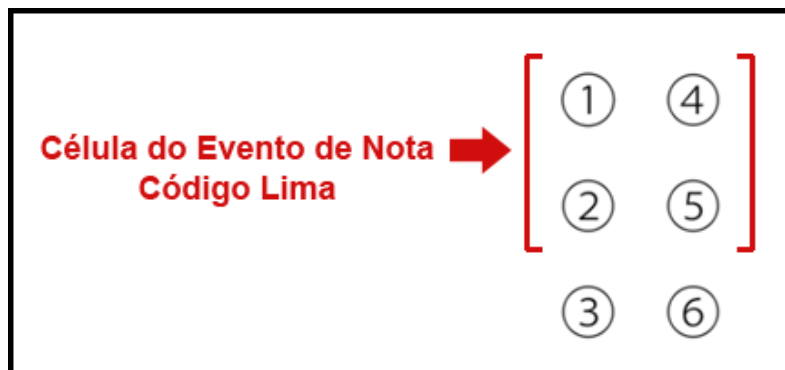 ① ④
Célula do Evento de Nota
Código Lima
② ⑤
③ ⑥